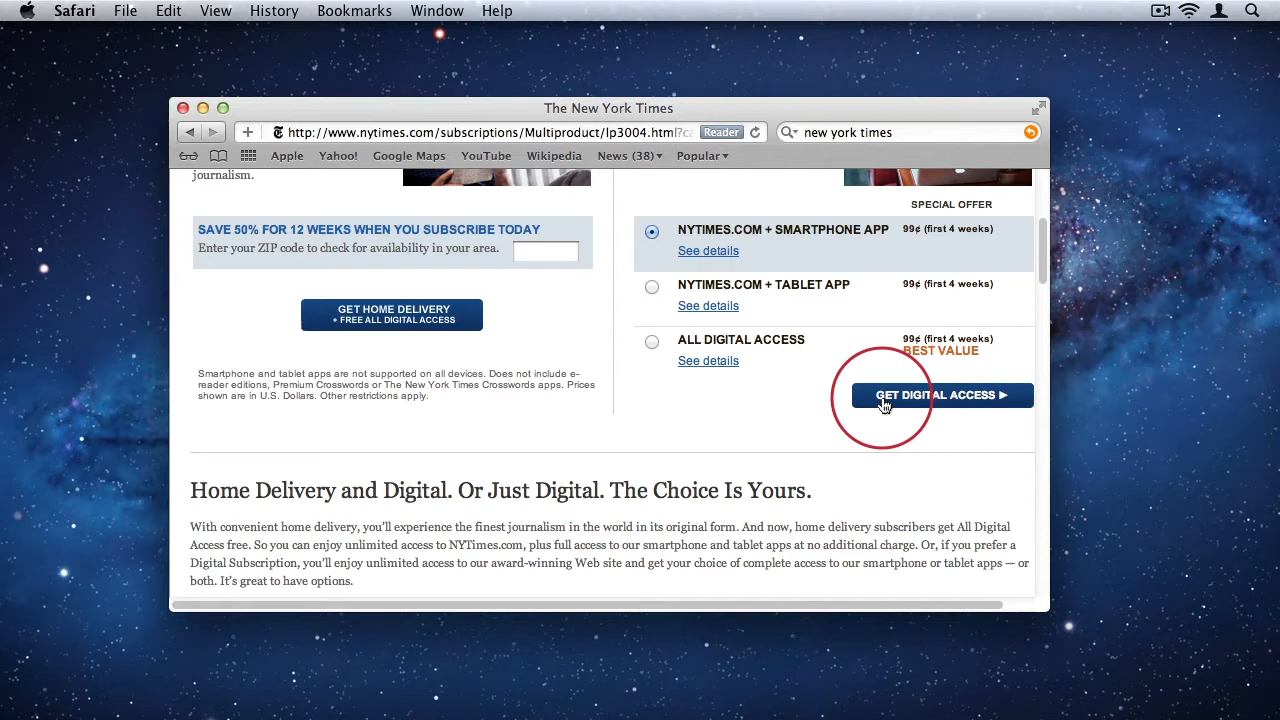 Safari File Edit View History Bookmarks Window Help
The New York Times
http://www.nytimes.com/subscriptions/Multiproduct/lp3004.html?ca Reader
new york times
Apple Yahoo! Google Maps YouTube Wikipedia News (38)▾ Popular▾
journalism.
SAVE 50% FOR 12 WEEKS WHEN YOU SUBSCRIBE TODAY
Enter your ZIP code to check for availability in your area.
GET HOME DELIVERY
+ FREE ALL DIGITAL ACCESS
Smartphone and tablet apps are not supported on all devices. Does not include e-
reader editions, Premium Crosswords or The New York Times Crosswords apps. Prices
shown are in U.S. Dollars. Other restrictions apply.
SPECIAL OFFER
NYTIMES.COM + SMARTPHONE APP 99¢ (first 4 weeks)
See details
NYTIMES.COM + TABLET APP 99¢ (first 4 weeks)
See details
ALL DIGITAL ACCESS 99¢ (first 4 weeks)
BEST VALUE
See details
GET DIGITAL ACCESS ▶
Home Delivery and Digital. Or Just Digital. The Choice Is Yours.
With convenient home delivery, you'll experience the finest journalism in the world in its original form. And now, home delivery subscribers get All Digital
Access free. So you can enjoy unlimited access to NYTimes.com, plus full access to our smartphone and tablet apps at no additional charge. Or, if you prefer a
Digital Subscription, you'll enjoy unlimited access to our award-winning Web site and get your choice of complete access to our smartphone or tablet apps — or
both. It's great to have options.